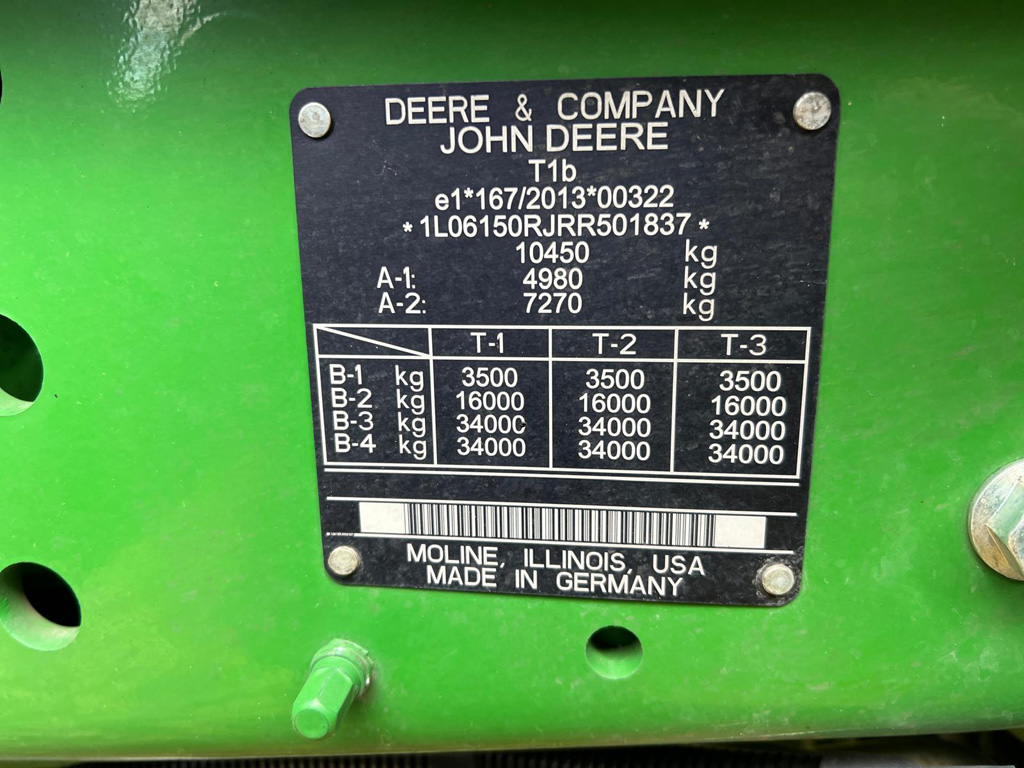 DEERE & COMPANY
JOHN DEERE
T1b
e1*167/2013*00322
*1L06150RJRR501837*
10450 kg
A-1: 4980 kg
A-2: 7270 kg
T-1 T-2 T-3
B-1 kg 3500 3500 3500
B-2 kg 16000 16000 16000
B-3 kg 34000 34000 34000
B-4 kg 34000 34000 34000
MOLINE, ILLINOIS, USA
MADE IN GERMANY